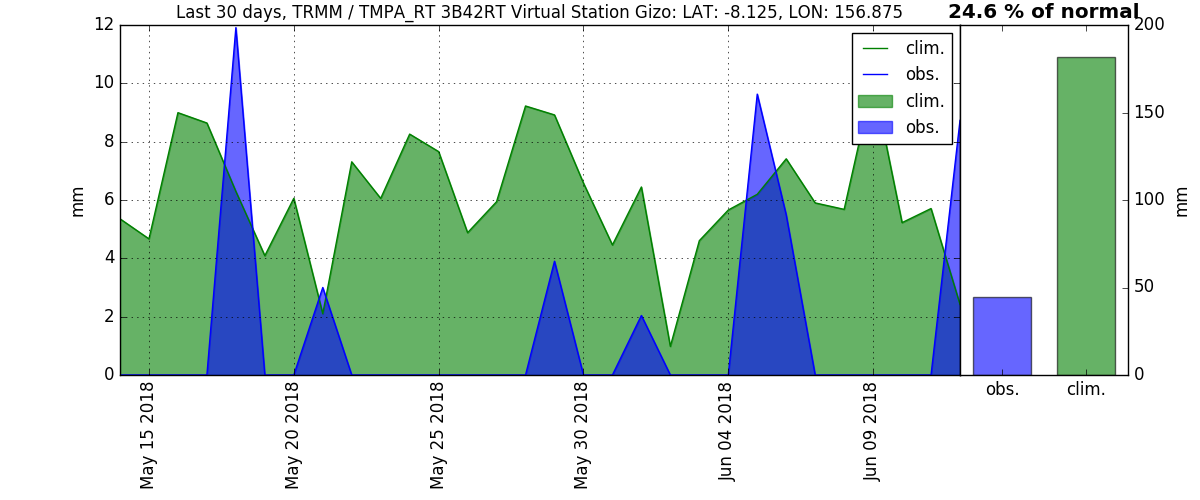 Last 30 days, TRMM / TMPA_RT 3B42RT Virtual Station Gizo: LAT: -8.125, LON: 156.875
24.6 % of normal
12
10
8
6
4
2
0
mm
clim.
obs.
clim.
obs.
May 15 2018
May 20 2018
May 25 2018
May 30 2018
Jun 04 2018
Jun 09 2018
200
150
100
50
0
mm
obs.
clim.